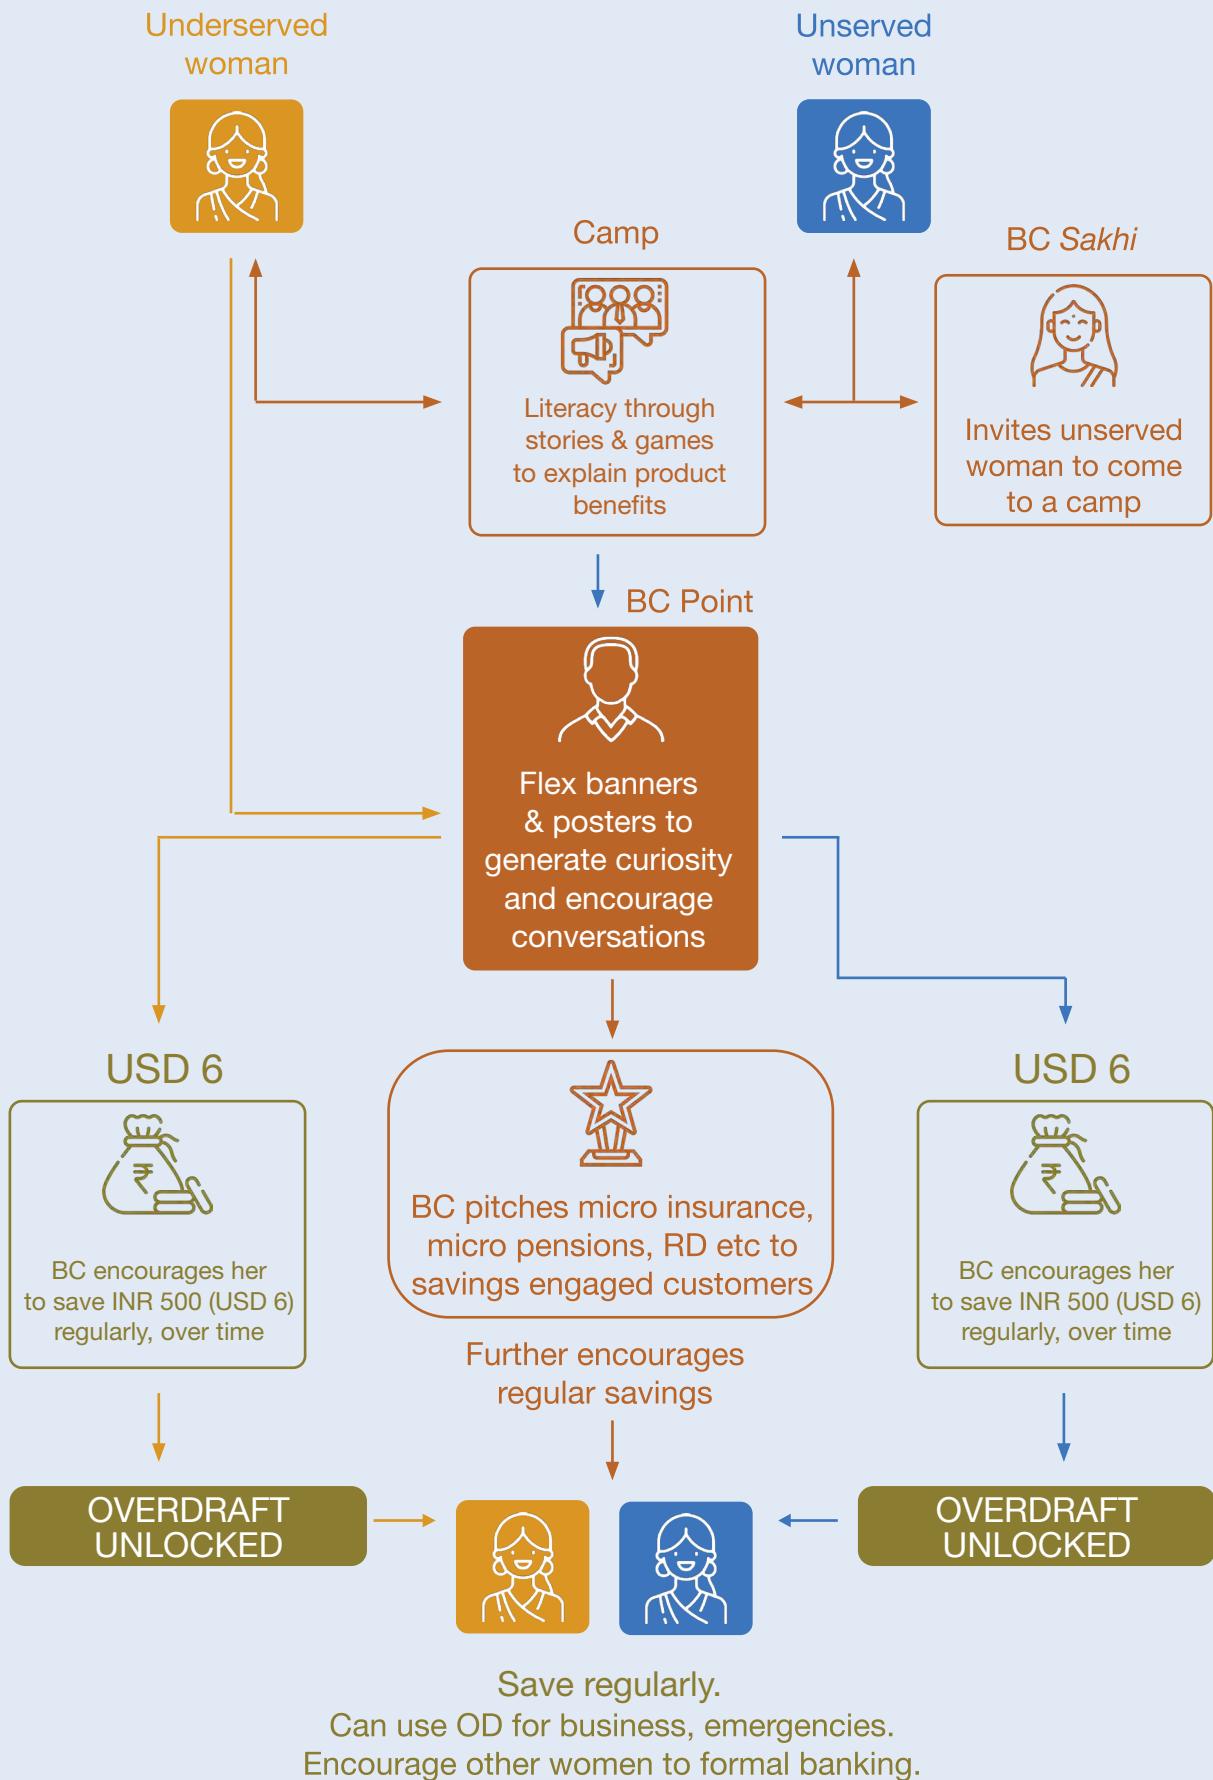 Underserved
woman
Unserved
woman
Camp
Literacy through
stories & games
to explain product
benefits
BC Sakhi
Invites unserved
woman to come
to a camp
BC Point
Flex banners
& posters to
generate curiosity
and encourage
conversations
USD 6
₹
BC encourages her
to save INR 500 (USD 6)
regularly, over time
BC pitches micro insurance,
micro pensions, RD etc to
savings engaged customers
Further encourages
regular savings
USD 6
₹
BC encourages her
to save INR 500 (USD 6)
regularly, over time
OVERDRAFT
UNLOCKED
OVERDRAFT
UNLOCKED
Save regularly.
Can use OD for business, emergencies.
Encourage other women to formal banking.